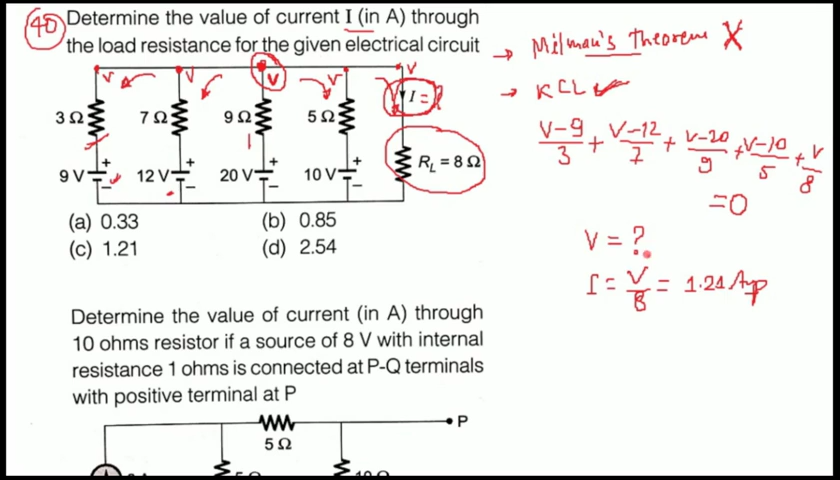 40 Determine the value of current I (in A) through
the load resistance for the given electrical circuit
→ Milman's Theorem X
→ KCL ✓
V V V V V
I = ?
3 Ω 7 Ω 9 Ω 5 Ω
RL = 8 Ω
9 V + − 12 V + − 20 V + − 10 V + −
(a) 0.33 (b) 0.85
(c) 1.21 (d) 2.54
V-9/3 + V-12/7 + V-20/9 + V-10/5 + V/8
=0
V = ?
I = V/8 = 1.21 Amp
Determine the value of current (in A) through
10 ohms resistor if a source of 8 V with internal
resistance 1 ohms is connected at P-Q terminals
with positive terminal at P
P
5 Ω